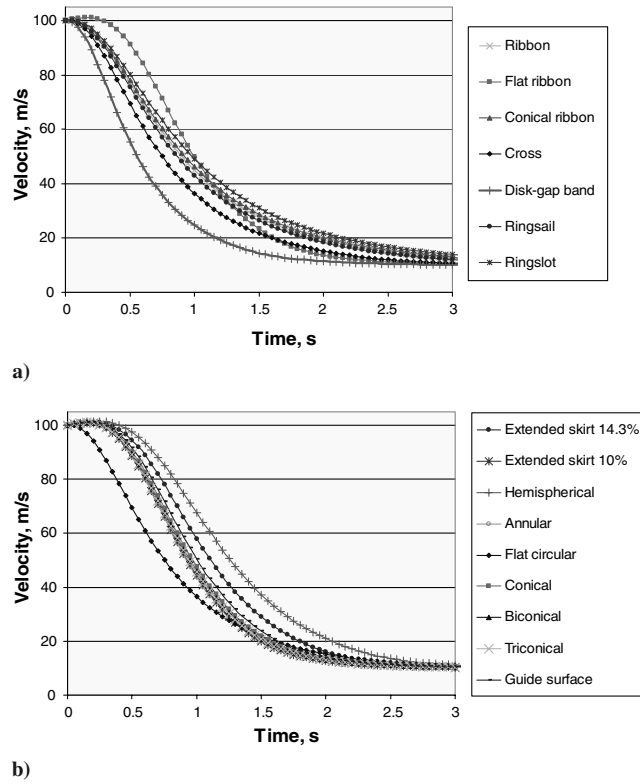 120
100
80
60
40
20
0
Velocity, m/s
0 0.5 1 1.5 2 2.5 3
Time, s
Ribbon
Flat ribbon
Conical ribbon
Cross
Disk-gap band
Ringsail
Ringslot
a)
100
80
60
40
20
0
Velocity, m/s
0 0.5 1 1.5 2 2.5 3
Time, s
Extended skirt 14.3%
Extended skirt 10%
Hemispherical
Annular
Flat circular
Conical
Biconical
Triconical
Guide surface
b)